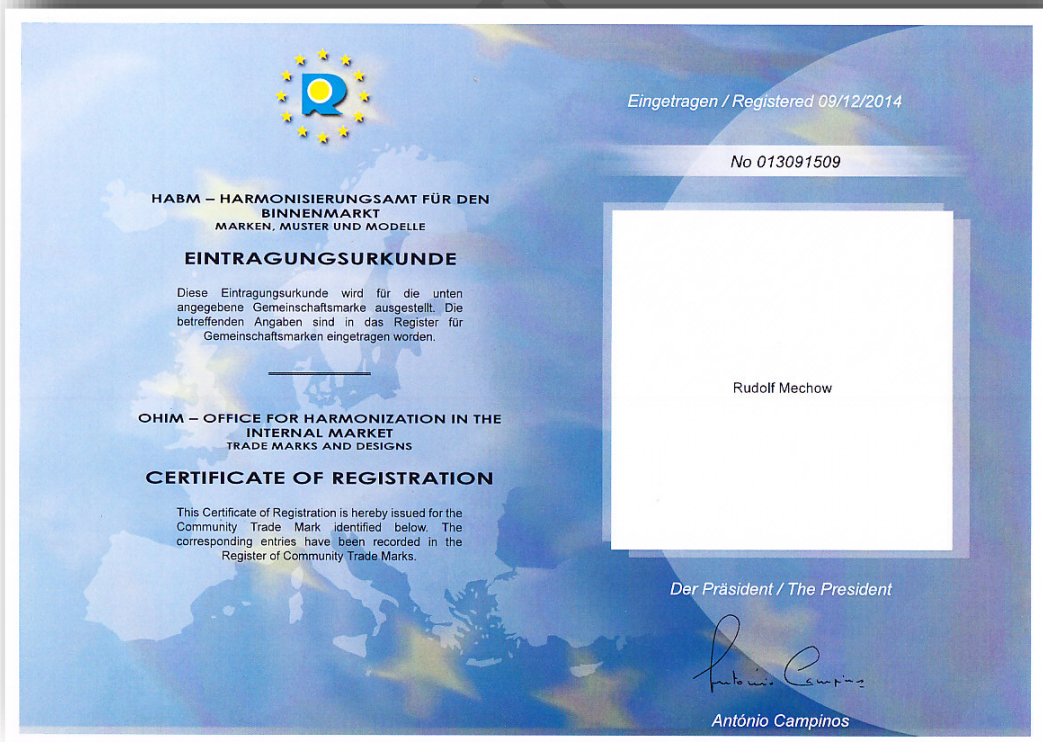 HABM – HARMONISIERUNGSAMT FÜR DEN
BINNENMARKT
MARKEN, MUSTER UND MODELLE
EINTRAGUNGSURKUNDE
Diese Eintragungsurkunde wird für die unten
angegebene Gemeinschaftsmarke ausgestellt. Die
betreffenden Angaben sind in das Register für
Gemeinschaftsmarken eingetragen worden.
OHIM – OFFICE FOR HARMONIZATION IN THE
INTERNAL MARKET
TRADE MARKS AND DESIGNS
CERTIFICATE OF REGISTRATION
This Certificate of Registration is hereby issued for the
Community Trade Mark identified below. The
corresponding entries have been recorded in the
Register of Community Trade Marks.
Eingetragen / Registered 09/12/2014
No 013091509
Rudolf Mechow
Der Präsident / The President
António Campinos
António Campinos